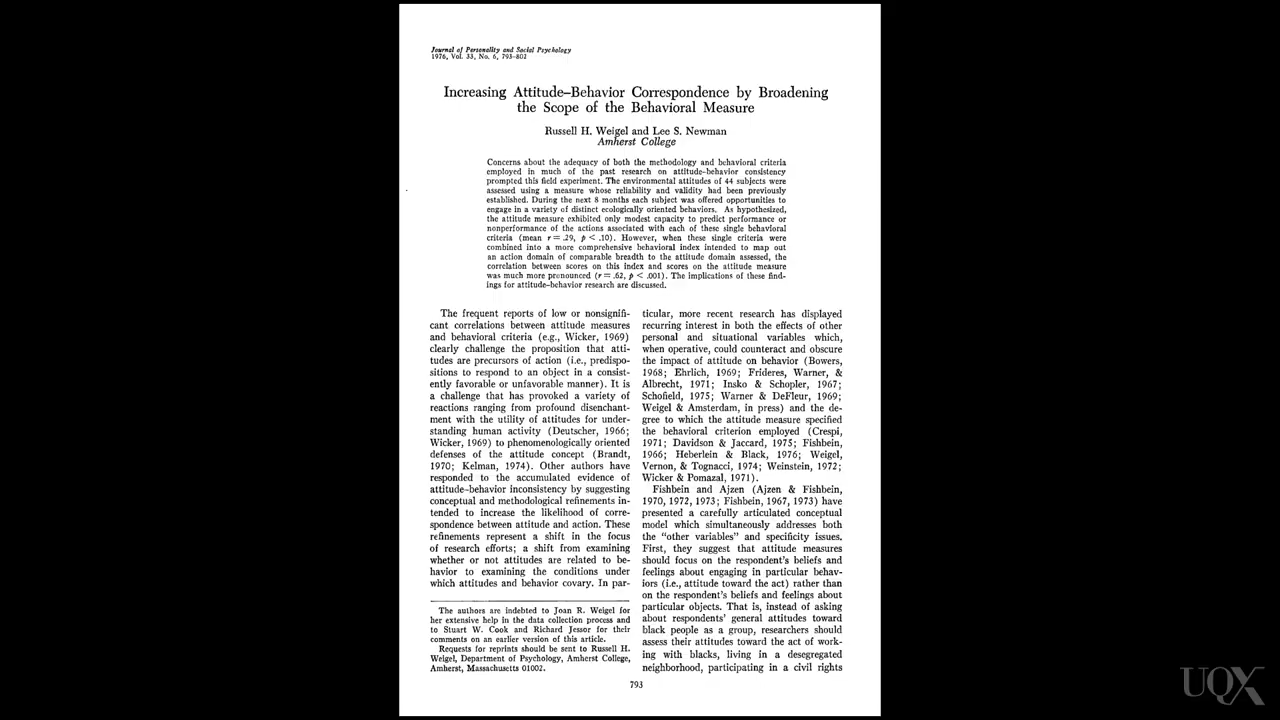 Journal of Personality and Social Psychology
1976, Vol. 33, No. 6, 793-802
Increasing Attitude–Behavior Correspondence by Broadening
the Scope of the Behavioral Measure
Russell H. Weigel and Lee S. Newman
Amherst College
Concerns about the adequacy of both the methodology and behavioral criteria
employed in much of the past research on attitude-behavior consistency
prompted this field experiment. The environmental attitudes of 44 subjects were
assessed using a measure whose reliability and validity had been previously
established. During the next 8 months each subject was offered opportunities to
engage in a variety of distinct ecologically oriented behaviors. As hypothesized,
the attitude measure exhibited only modest capacity to predict performance or
nonperformance of the actions associated with each of these single behavioral
criteria (mean r = .29, p < .10). However, when these single criteria were
combined into a more comprehensive behavioral index intended to map out
an action domain of comparable breadth to the attitude domain assessed, the
correlation between scores on this index and scores on the attitude measure
was much more pronounced (r = .62, p < .001). The implications of these find-
ings for attitude-behavior research are discussed.
The frequent reports of low or nonsignifi-
cant correlations between attitude measures
and behavioral criteria (e.g., Wicker, 1969)
clearly challenge the proposition that atti-
tudes are precursors of action (i.e., predispo-
sitions to respond to an object in a consist-
ently favorable or unfavorable manner). It is
a challenge that has provoked a variety of
reactions ranging from profound disenchant-
ment with the utility of attitudes for under-
standing human activity (Deutscher, 1966;
Wicker, 1969) to phenomenologically oriented
defenses of the attitude concept (Brandt,
1970; Kelman, 1974). Other authors have
responded to the accumulated evidence of
attitude-behavior inconsistency by suggesting
conceptual and methodological refinements in-
tended to increase the likelihood of corre-
spondence between attitude and action. These
refinements represent a shift in the focus
of research efforts; a shift from examining
whether or not attitudes are related to be-
havior to examining the conditions under
which attitudes and behavior covary. In par-
The authors are indebted to Joan R. Weigel for
her extensive help in the data collection process and
to Stuart W. Cook and Richard Jessor for their
comments on an earlier version of this article.
Requests for reprints should be sent to Russell H.
Weigel, Department of Psychology, Amherst College,
Amherst, Massachusetts 01002.
ticular, more recent research has displayed
recurring interest in both the effects of other
personal and situational variables which,
when operative, could counteract and obscure
the impact of attitude on behavior (Bowers,
1968; Ehrlich, 1969; Frideres, Warner, &
Albrecht, 1971; Insko & Schopler, 1967;
Schofield, 1975; Warner & DeFleur, 1969;
Weigel & Amsterdam, in press) and the de-
gree to which the attitude measure specified
the behavioral criterion employed (Crespi,
1971; Davidson & Jaccard, 1975; Fishbein,
1966; Heberlein & Black, 1976; Weigel,
Vernon, & Tognacci, 1974; Weinstein, 1972;
Wicker & Pomazal, 1971).
Fishbein and Ajzen (Ajzen & Fishbein,
1970, 1972, 1973; Fishbein, 1967, 1973) have
presented a carefully articulated conceptual
model which simultaneously addresses both
the "other variables" and specificity issues.
First, they suggest that attitude measures
should focus on the respondent's beliefs and
feelings about engaging in particular behav-
iors (i.e., attitude toward the act) rather than
on the respondent's beliefs and feelings about
particular objects. That is, instead of asking
about respondents' general attitudes toward
black people as a group, researchers should
assess their attitudes toward the act of work-
ing with blacks, living in a desegregated
neighborhood, participating in a civil rights
793
UQX